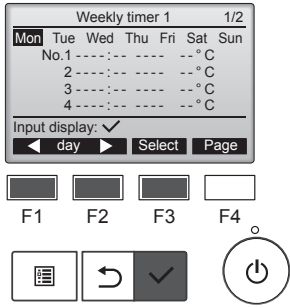 Weekly timer 1 1/2
Mon Tue Wed Thu Fri Sat Sun
No.1 - - - - : - - - - - - - - ° C
2 - - - - : - - - - - - - - ° C
3 - - - - : - - - - - - - - ° C
4 - - - - : - - - - - - - - ° C
Input display: ✓
◀ day ▶ Select Page
F1 F2 F3 F4